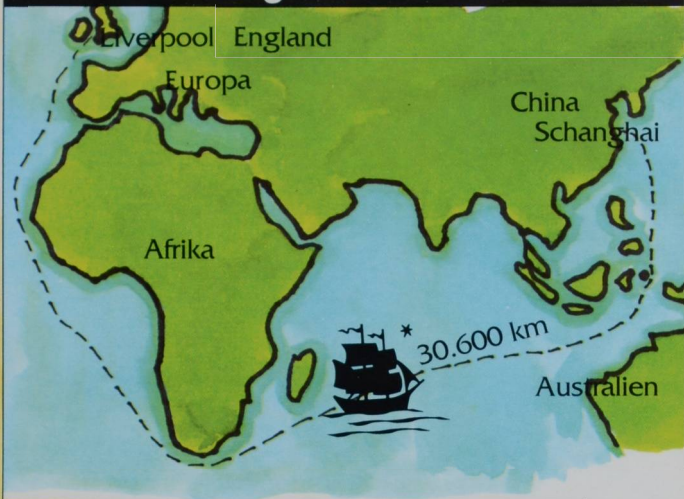 Liverpool England
Europa
China
Schanghai
Afrika
* 30.600 km
Australien